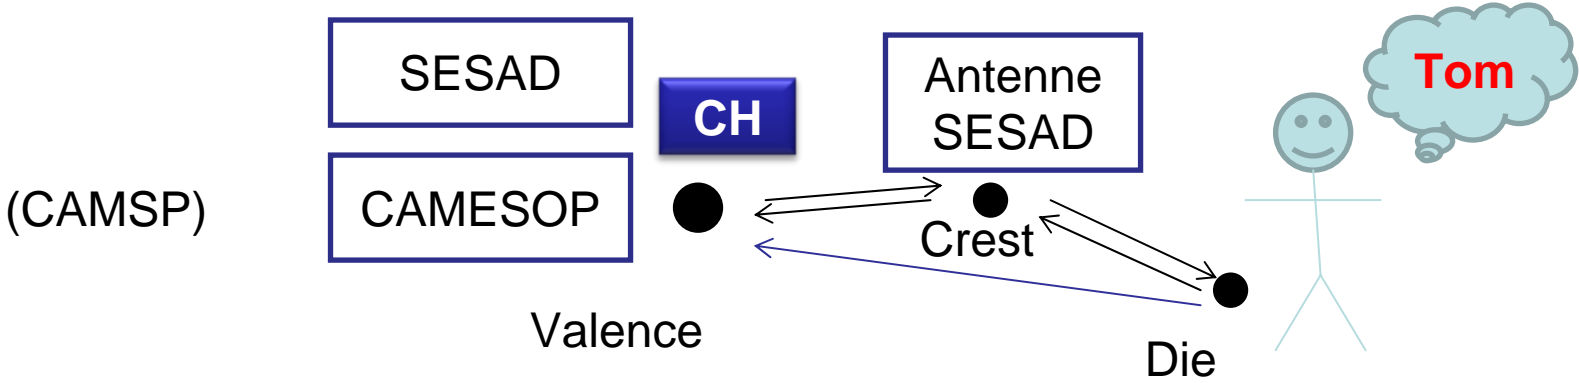 SESAD
CH
Antenne
SESAD
Tom
(CAMSP)
CAMESOP
Crest
Valence
Die